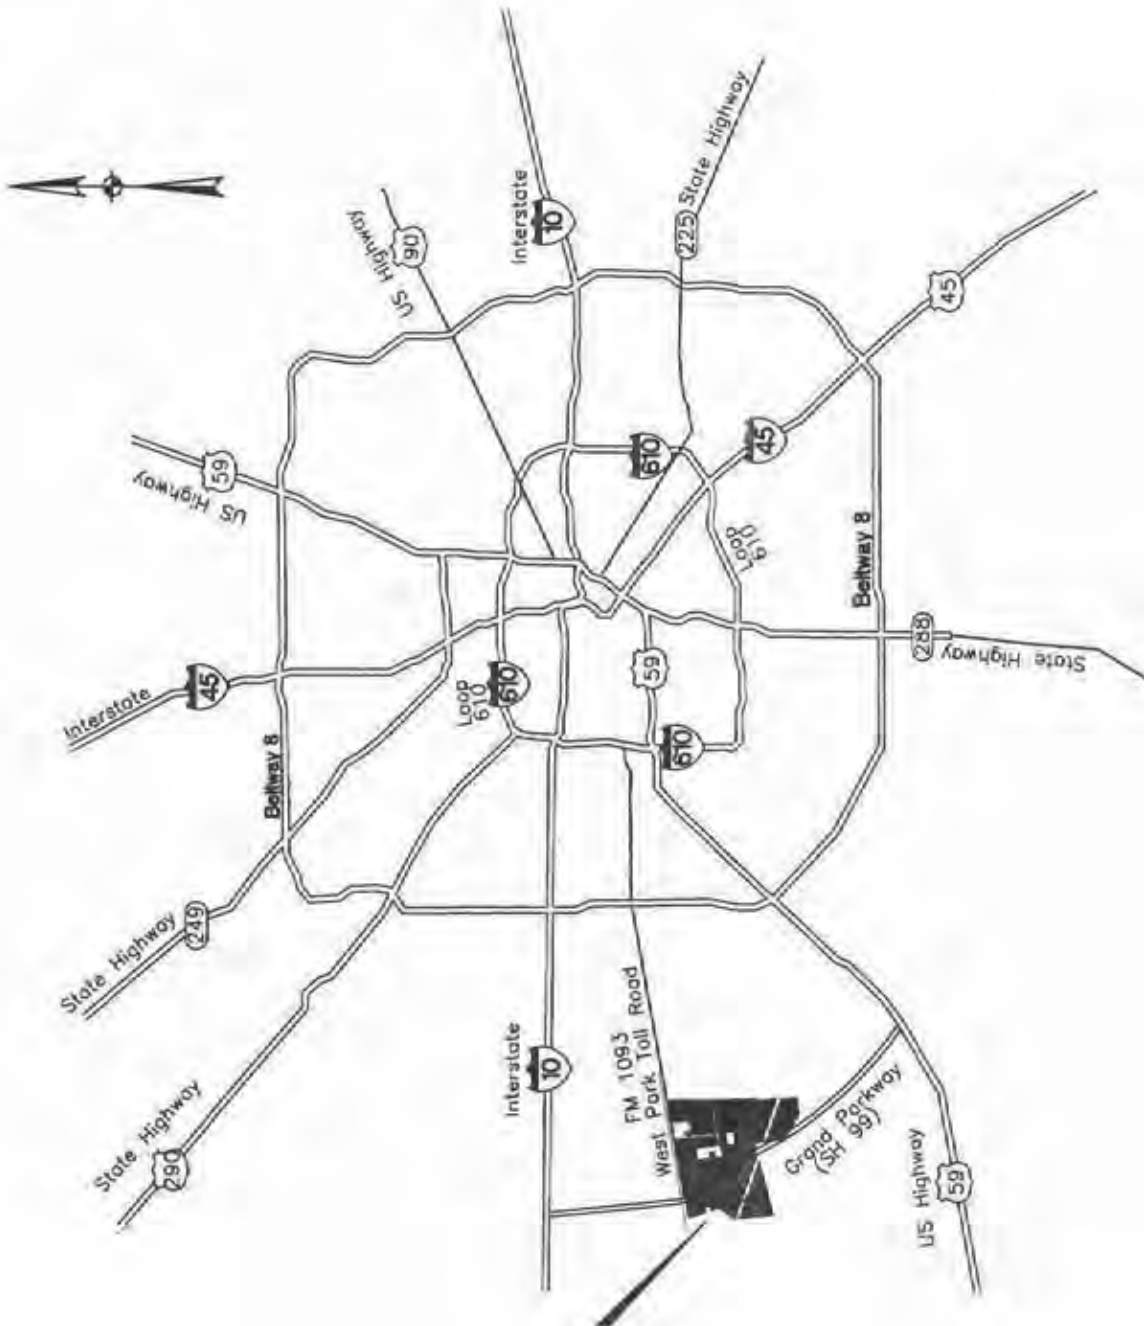 Interstate
10
225
State Highway
US Highway
90
45
US Highway
59
610
45
Loop
610
Beltway 8
288
State Highway
Interstate
45
Loop
610
610
59
610
Beltway 8
State Highway
249
State Highway
290
Interstate
10
FM 1093
West Park Toll Road
Grand Parkway
(SH 99)
US Highway
59